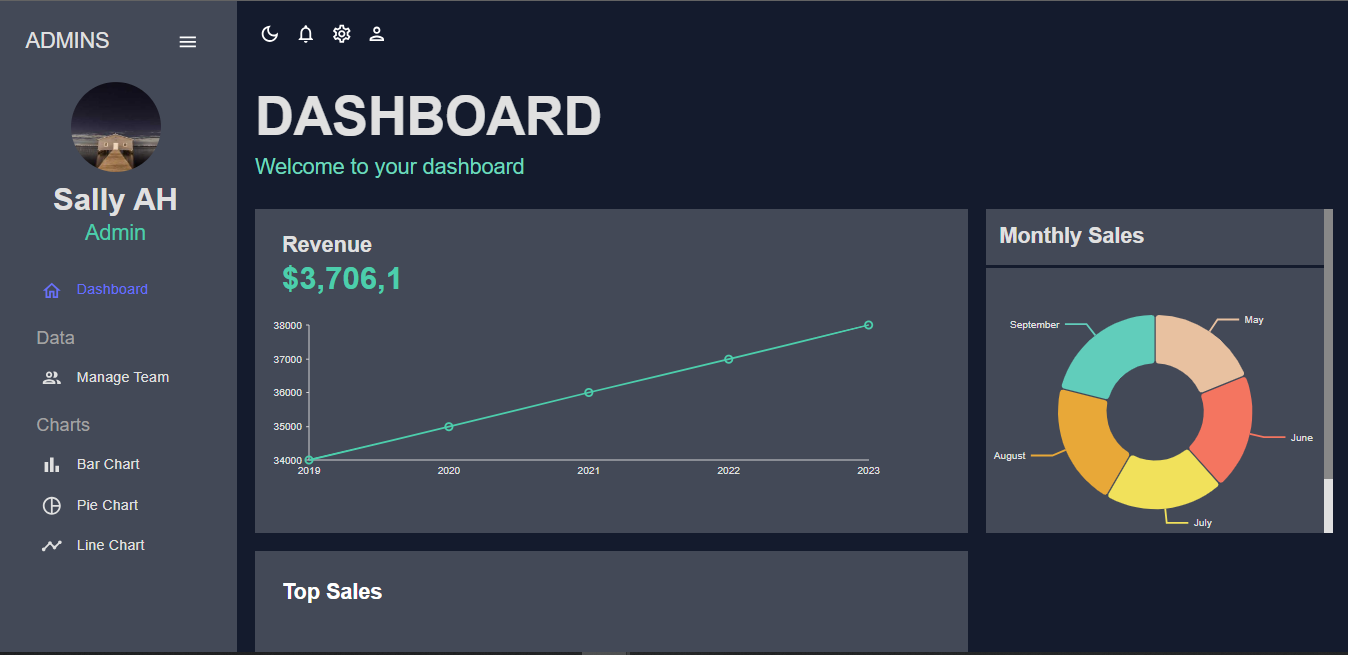 ADMINS
Sally AH
Admin
Dashboard
Data
Manage Team
Charts
Bar Chart
Pie Chart
Line Chart
DASHBOARD
Welcome to your dashboard
Revenue
$3,706,1
38000
37000
36000
35000
34000
2019
2020
2021
2022
2023
Monthly Sales
September
May
June
August
July
Top Sales